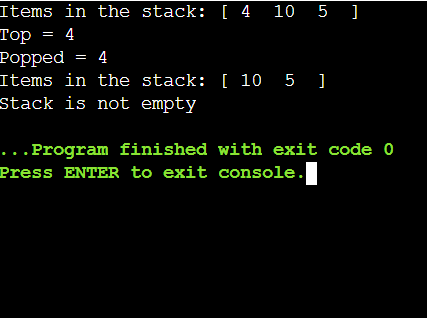 Items in the stack: [ 4  10  5  ]
Top = 4
Popped = 4
Items in the stack: [ 10  5  ]
Stack is not empty
...Program finished with exit code 0
Press ENTER to exit console.